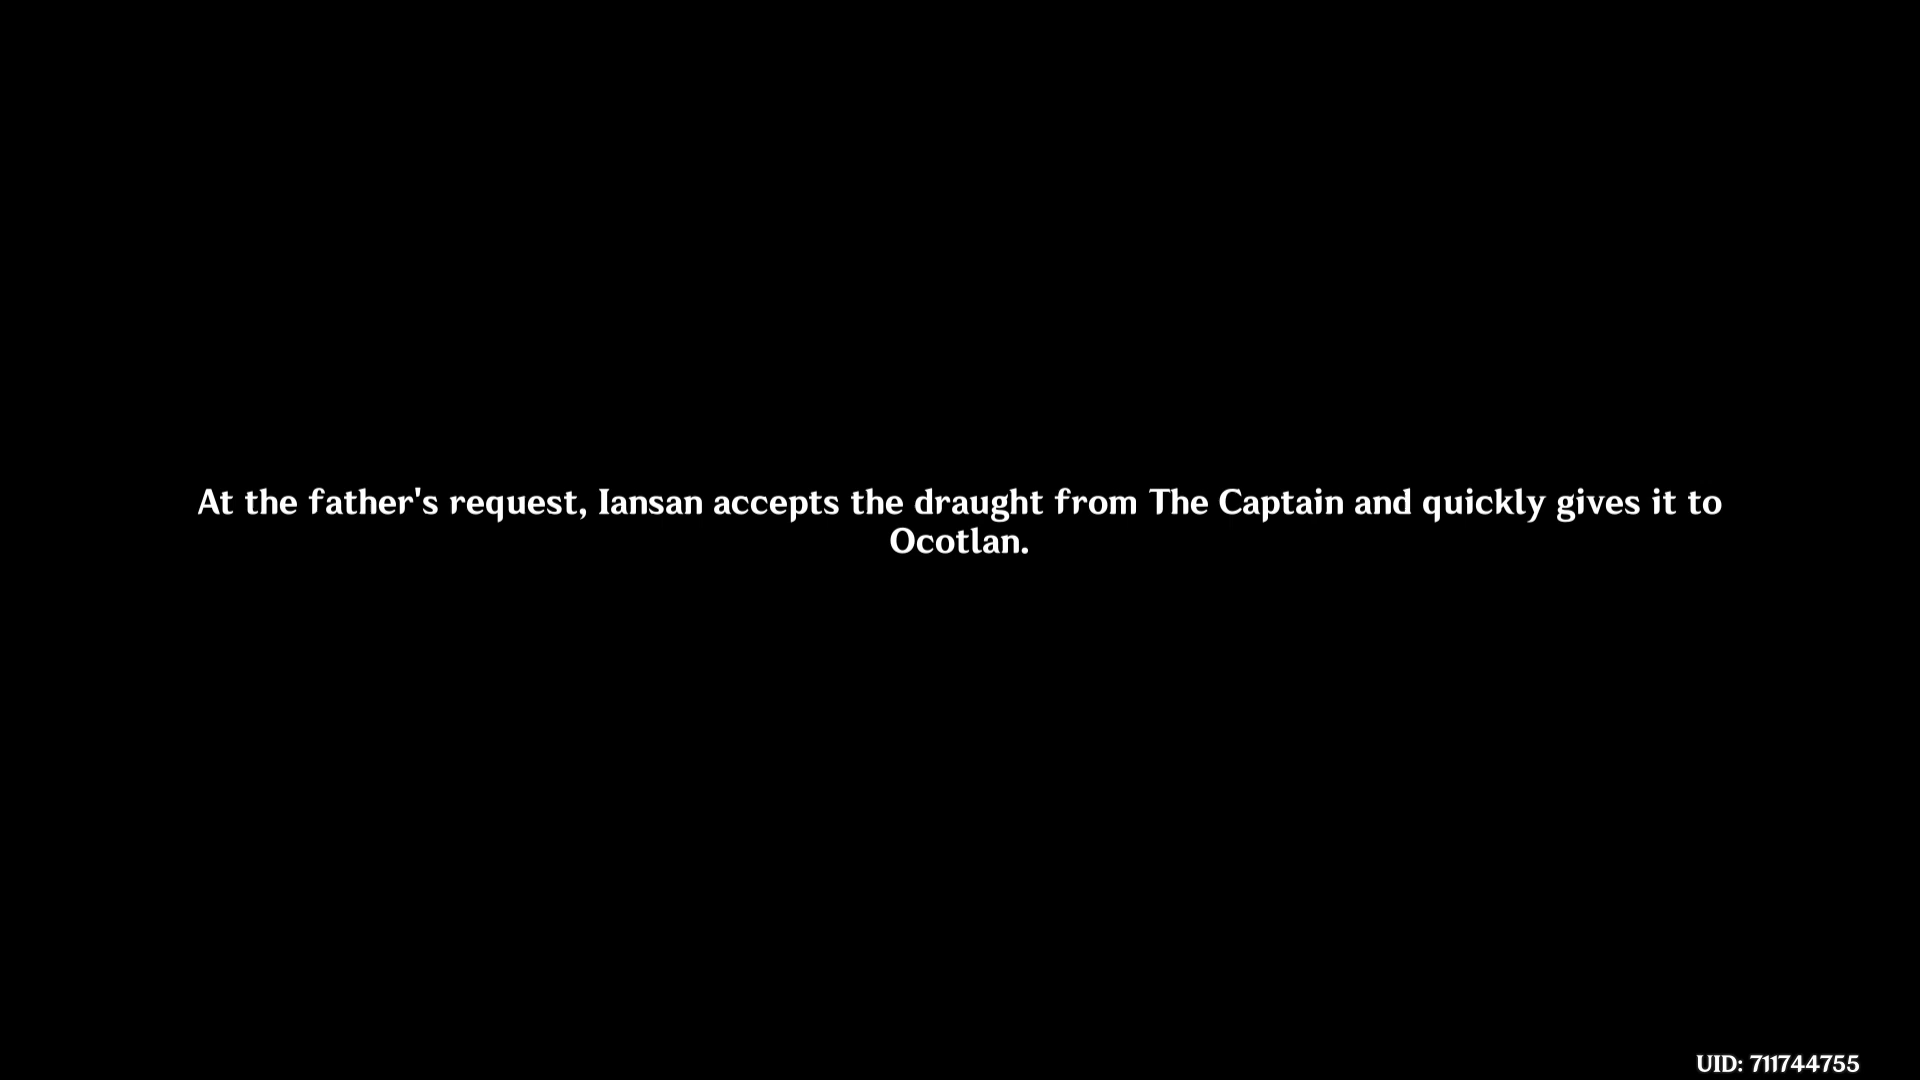 At the father's request, Iansan accepts the draught from The Captain and quickly gives it to
Ocotlan.
UID: 711744755